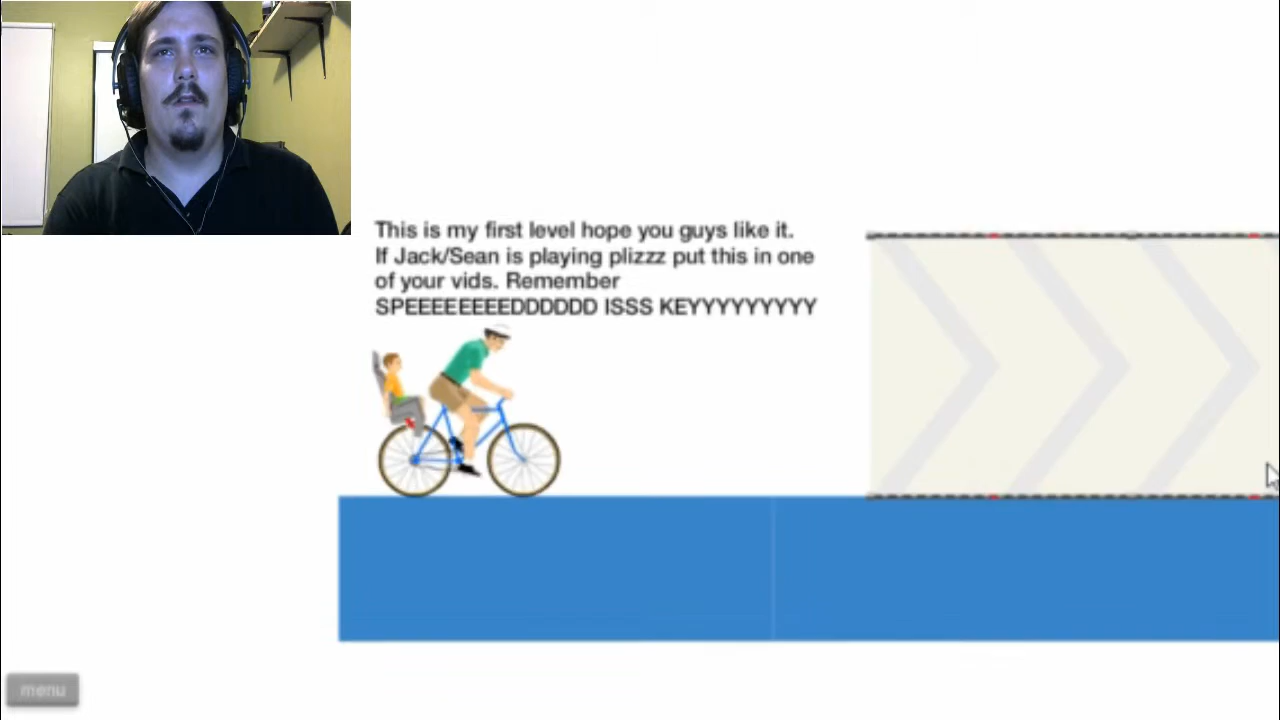 This is my first level hope you guys like it.
If Jack/Sean is playing plizzz put this in one
of your vids. Remember
SPEEEEEEEEDDDDDD ISSS KEYYYYYYYYY
menu